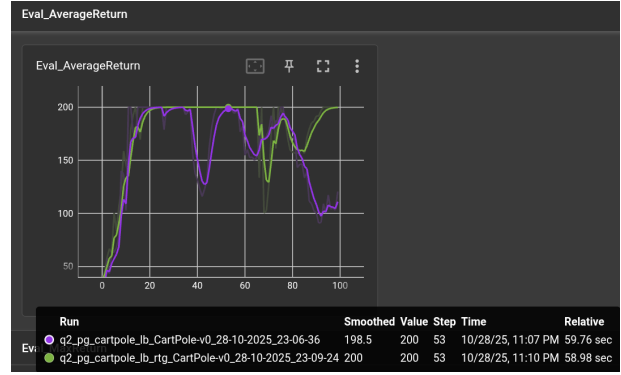 Eval_AverageReturn
Eval_AverageReturn
200
150
100
50
0 20 40 60 80 100
Run Smoothed Value Step Time Relative
q2_pg_cartpole_lb_CartPole-v0_28-10-2025_23-06-36 198.5 200 53 10/28/25, 11:07 PM 59.76 sec
q2_pg_cartpole_lb_rtg_CartPole-v0_28-10-2025_23-09-24 200 200 53 10/28/25, 11:10 PM 58.98 sec
Eval_MaxReturn